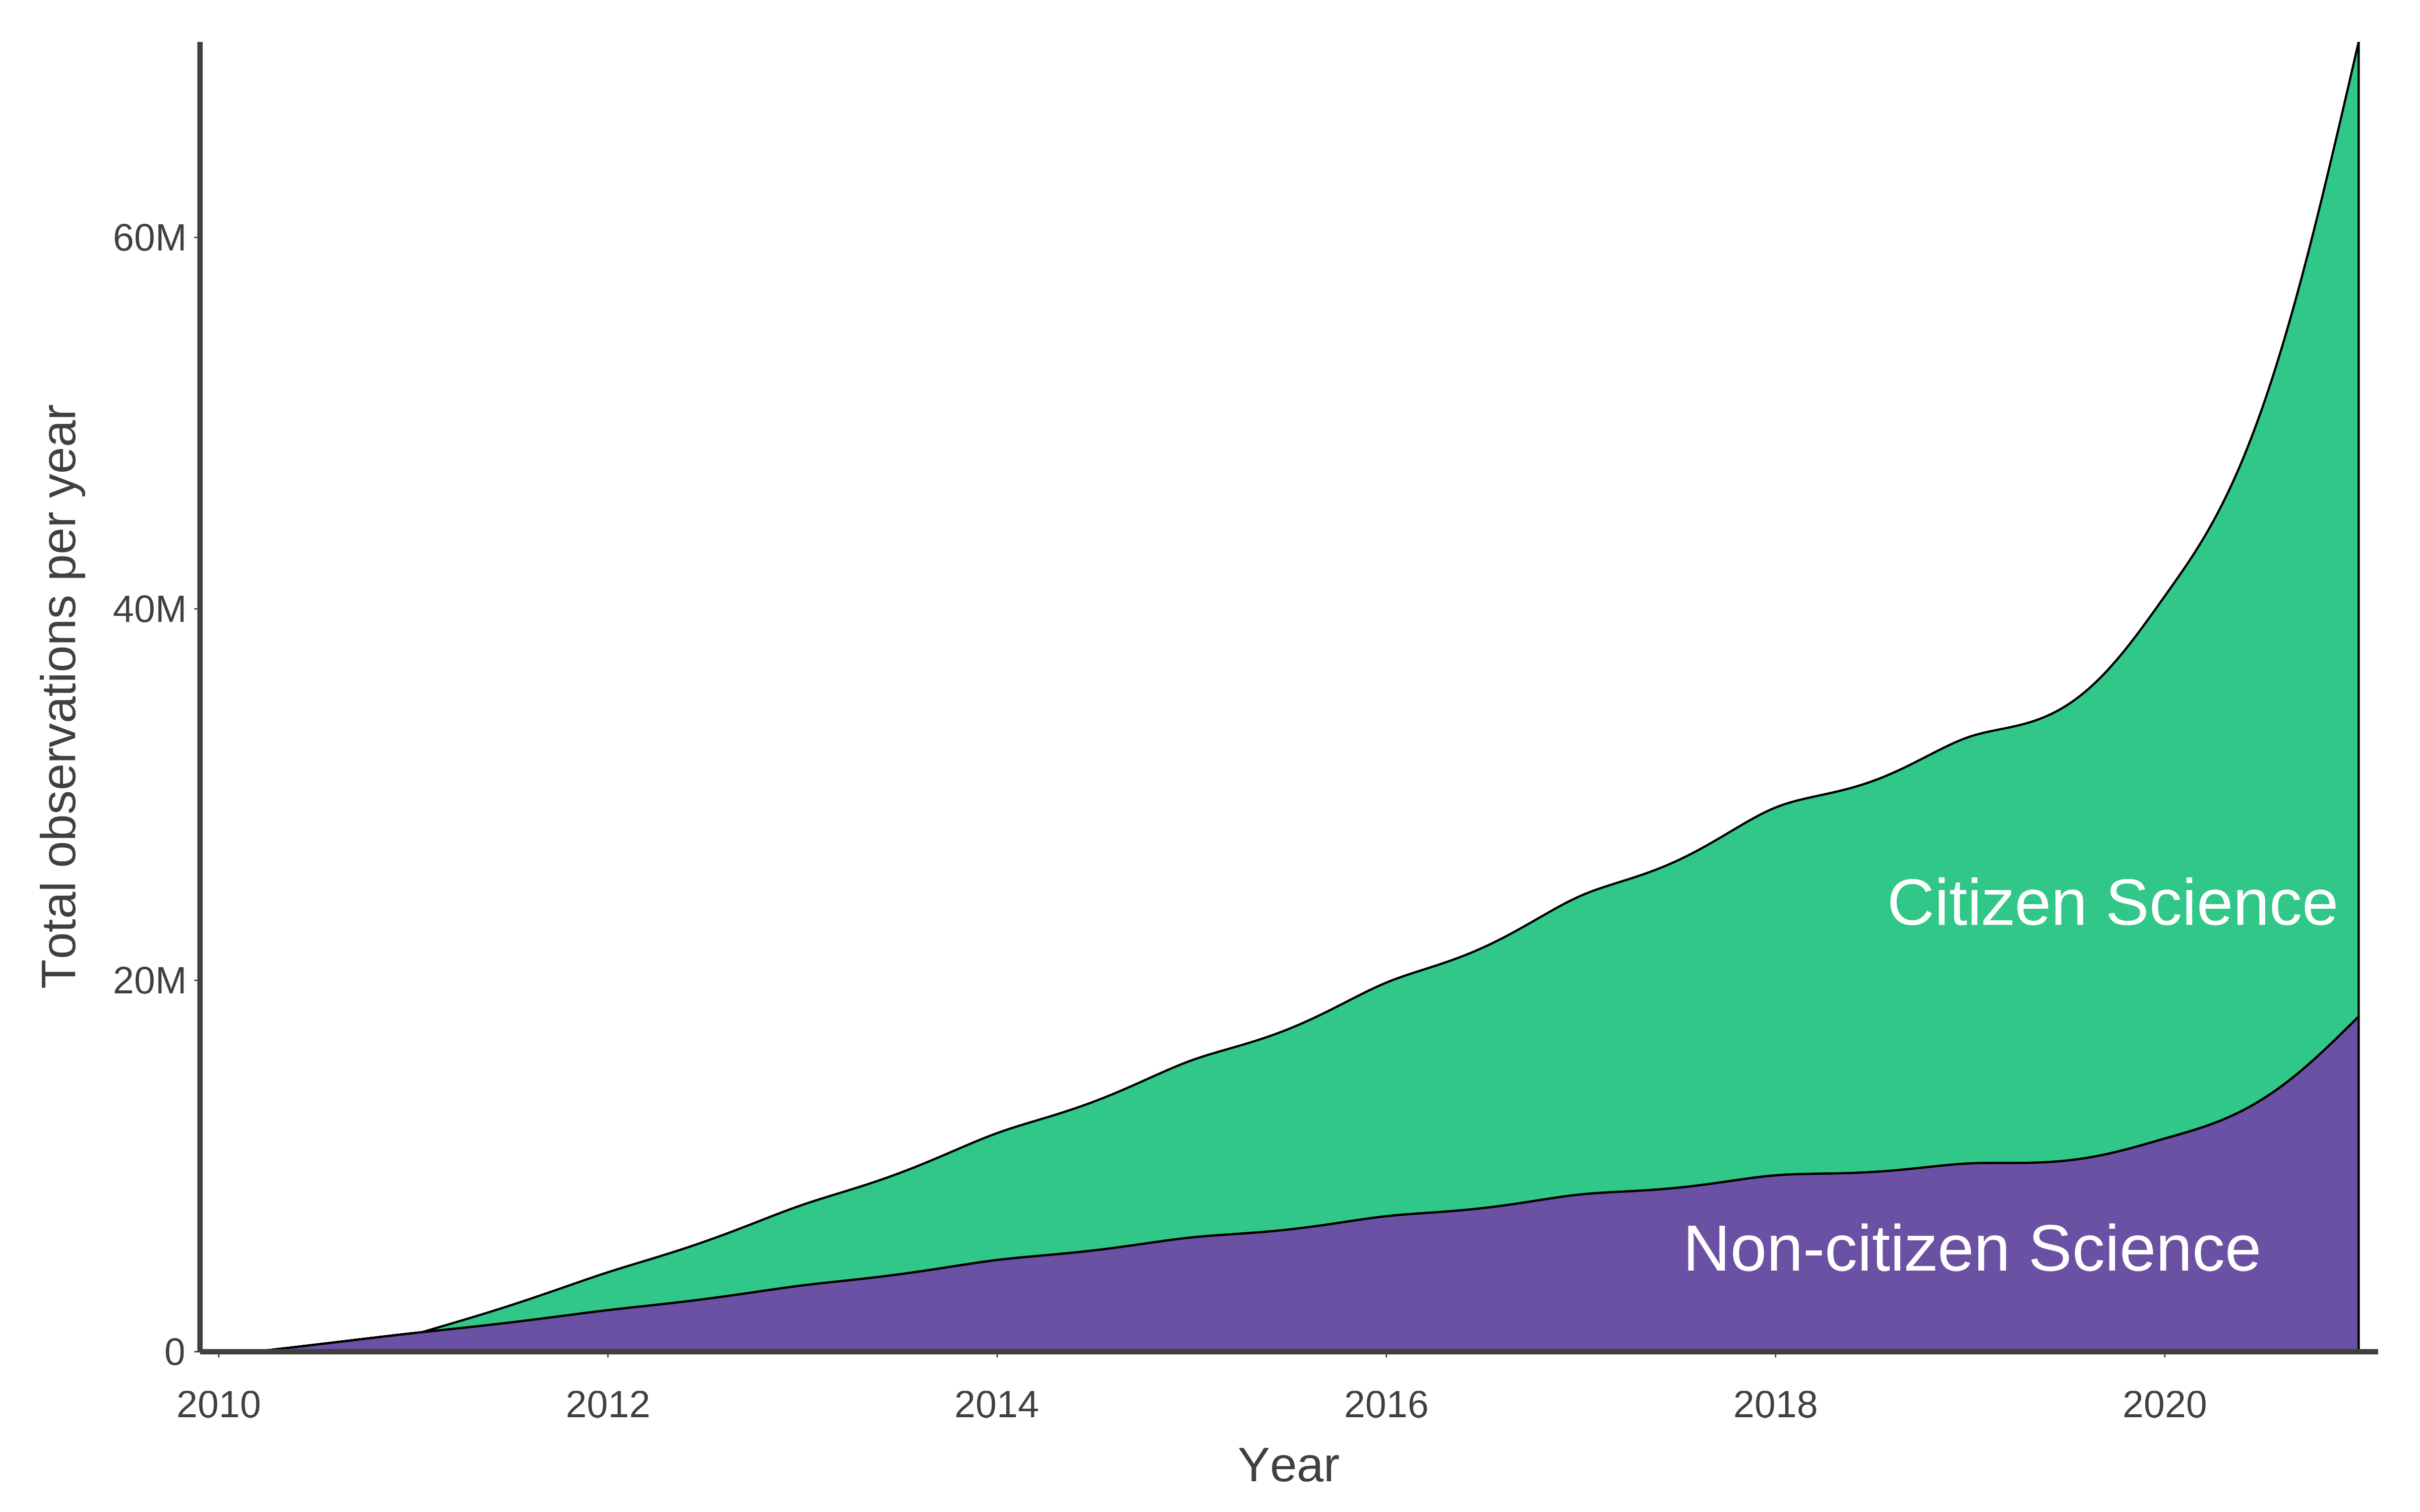 Total observations per year
60M
40M
20M
0
Citizen Science
Non-citizen Science
2010 2012 2014 2016 2018 2020
Year